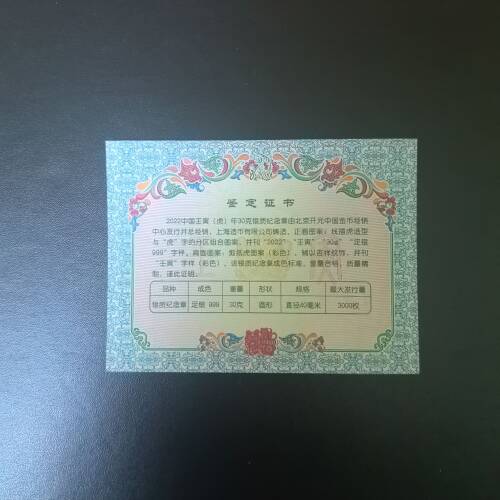 鉴定证书
2022中国壬寅（虎）年30克银质纪念章由北京开元中国金币经销
中心发行并总经销，上海造币有限公司铸造。正面图案：线描虎造型
与“虎”字的分区组合图案，并刊“2022”、“壬寅”、“30g”、“足银
999”字样。背面图案：剪纸虎图案（彩色），辅以吉祥纹饰，并刊
“壬寅”字样（彩色）。该银质纪念章成色标准，重量合格，质量精
制，谨此证明。
品种 成色 重量 形状 规格 最大发行量
银质纪念章 足银 999 30克 圆形 直径40毫米 3000枚